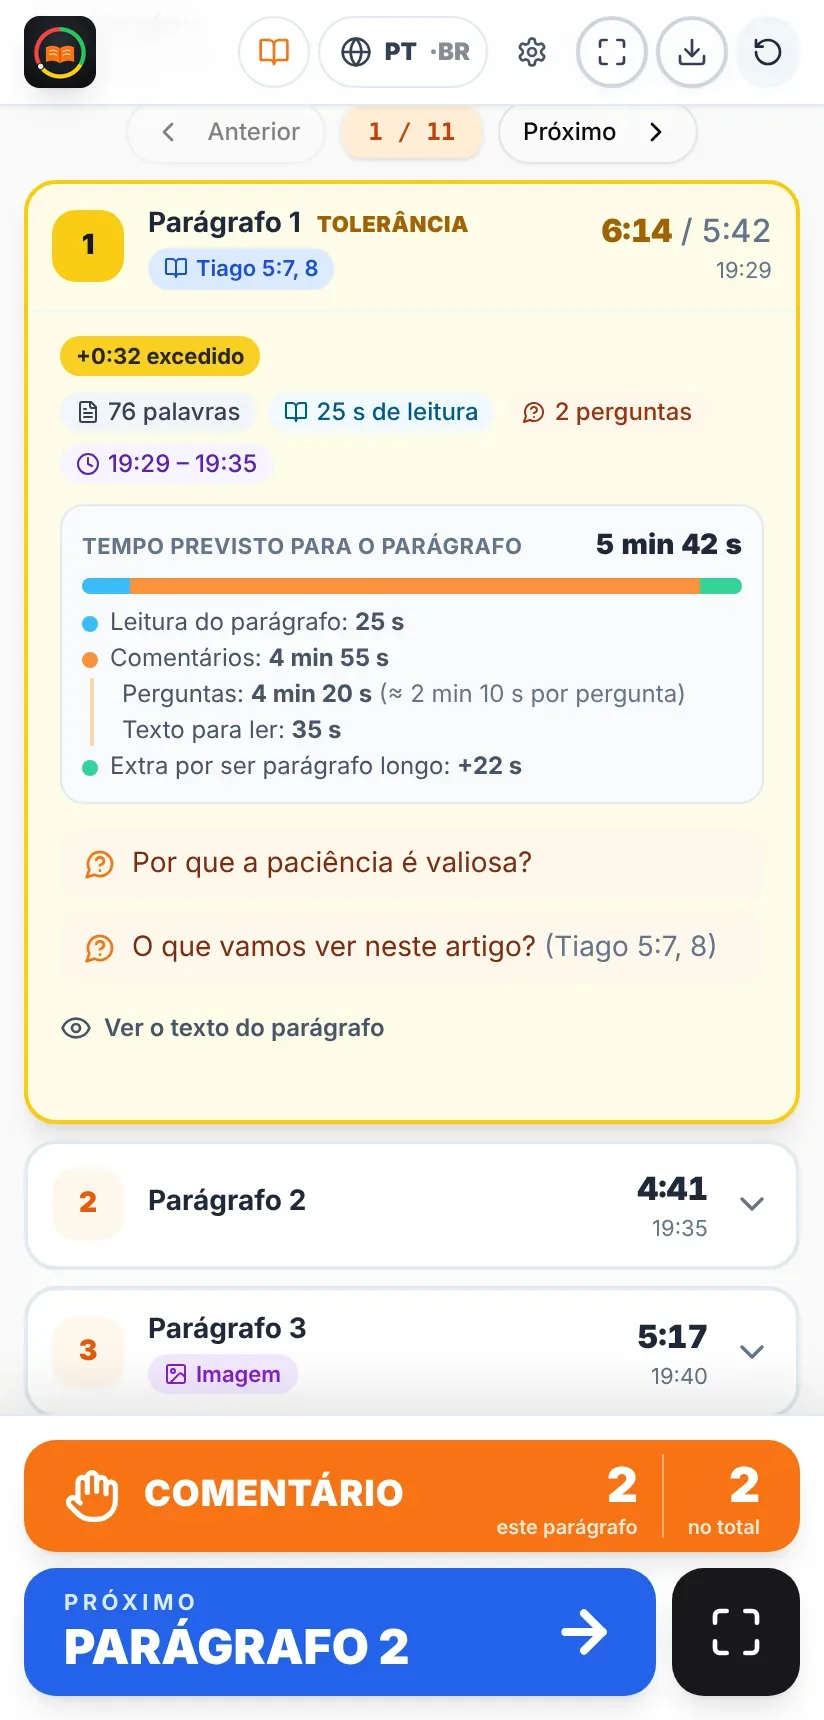 PT ·BR
Anterior
1 / 11
Próximo
1
Parágrafo 1 TOLERÂNCIA
6:14 / 5:42
Tiago 5:7, 8
19:29
+0:32 excedido
76 palavras
25 s de leitura
2 perguntas
19:29 – 19:35
TEMPO PREVISTO PARA O PARÁGRAFO
5 min 42 s
Leitura do parágrafo: 25 s
Comentários: 4 min 55 s
Perguntas: 4 min 20 s (≈ 2 min 10 s por pergunta)
Texto para ler: 35 s
Extra por ser parágrafo longo: +22 s
Por que a paciência é valiosa?
O que vamos ver neste artigo? (Tiago 5:7, 8)
Ver o texto do parágrafo
2
Parágrafo 2
4:41
19:35
3
Parágrafo 3
Imagem
5:17
19:40
COMENTÁRIO
2
este parágrafo
2
no total
PRÓXIMO
PARÁGRAFO 2